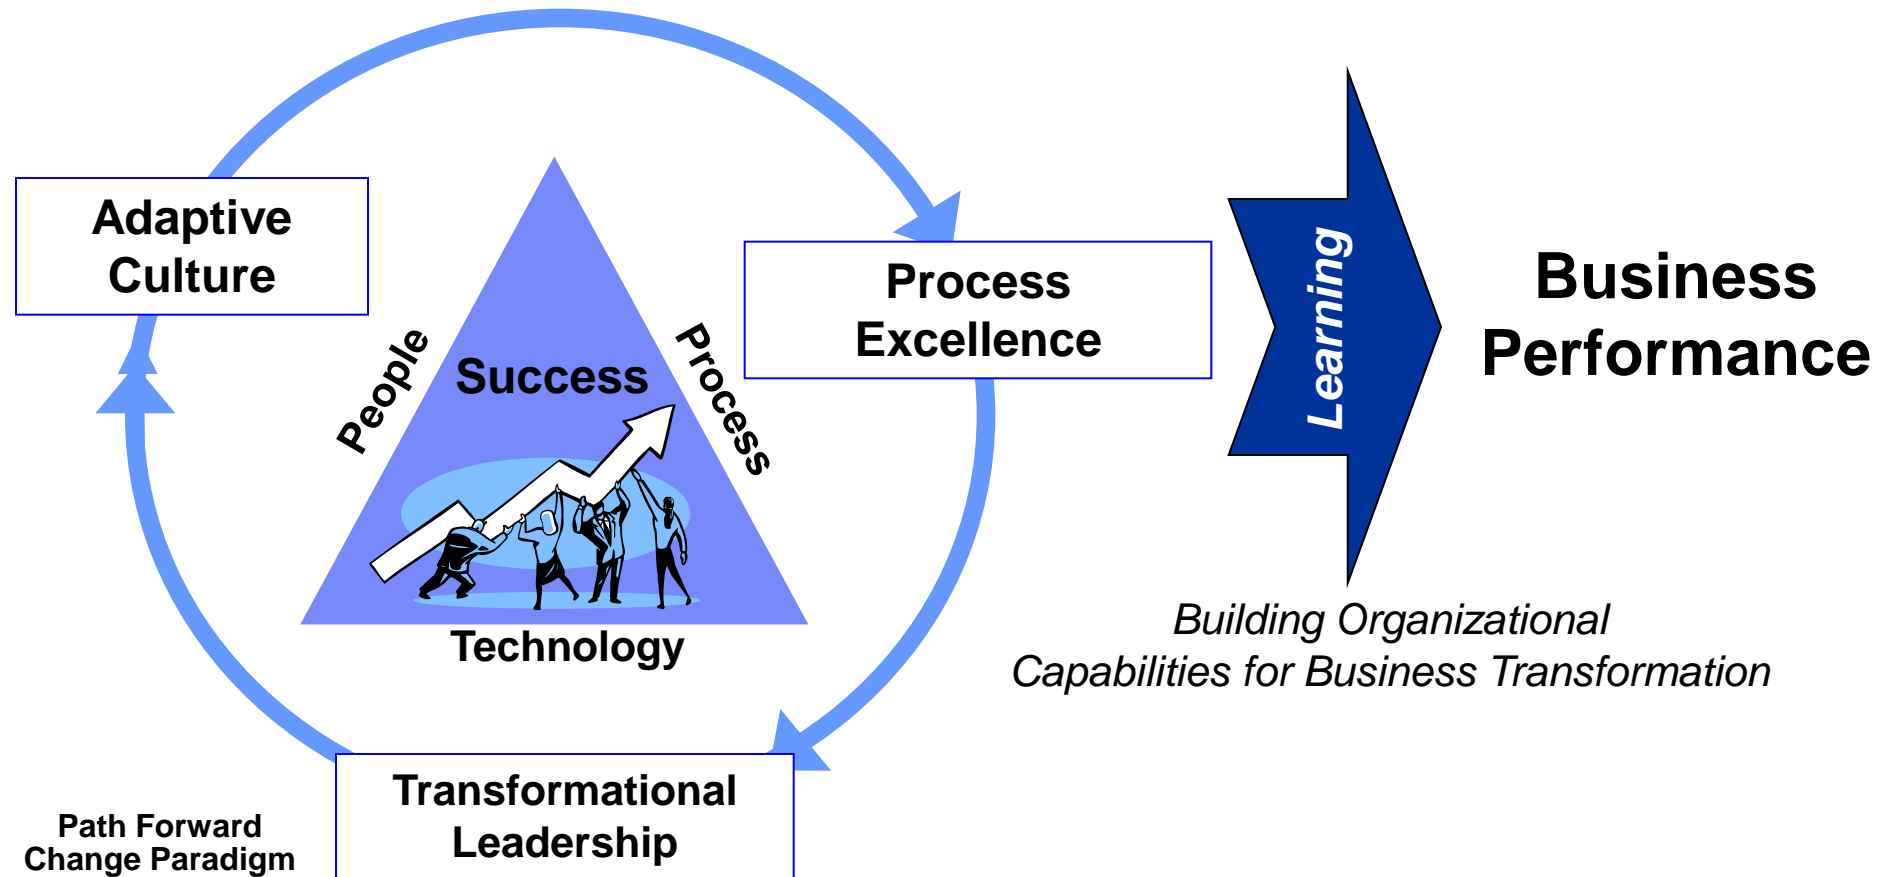 Adaptive
Culture
Process
Excellence
People
Success
Process
Technology
Transformational
Leadership
Path Forward
Change Paradigm
Learning
Business
Performance
Building Organizational
Capabilities for Business Transformation